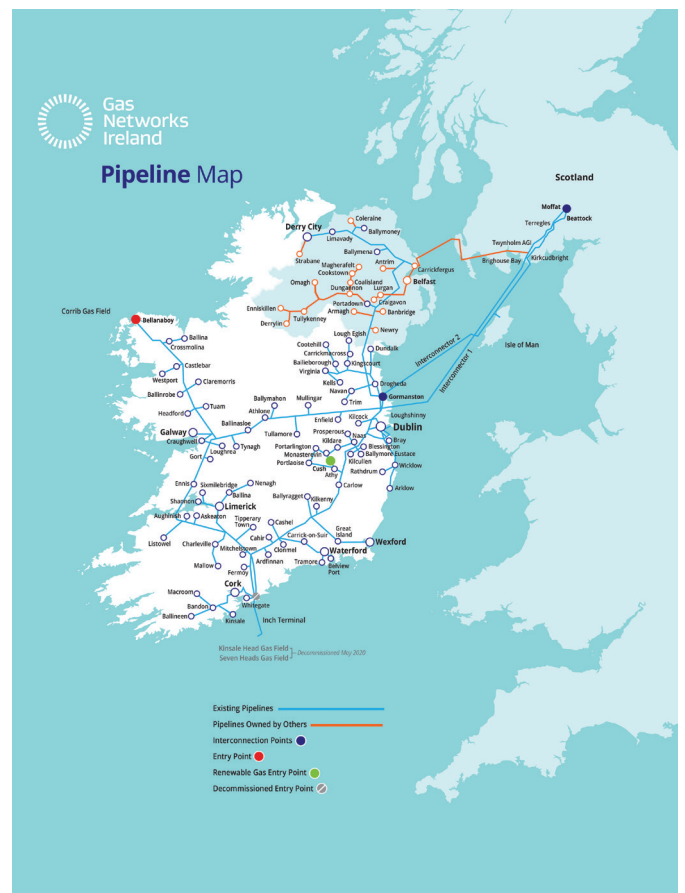 Gas
Networks
Ireland
Pipeline Map
Scotland
Moffat
Beattock
Terregles
Twynholm AGI
Brighouse Bay
Kirkcudbright
Coleraine
Derry City
Ballymoney
Limavady
Ballymena
Strabane
Antrim
Magherafelt
Cookstown
Carrickfergus
Omagh
Coalisland
Dungannon
Lurgan
Belfast
Enniskillen
Portadown
Craigavon
Tullykenney
Armagh
Banbridge
Derrylin
Newry
Corrib Gas Field
Bellanaboy
Lough Egish
Ballina
Crossmolina
Cootehill
Carrickmacross
Dundalk
Interconnector 2
Isle of Man
Bailieborough
Kingscourt
Interconnector 1
Castlebar
Virginia
Westport
Claremorris
Kells
Drogheda
Navan
Ballinrobe
Ballymahon
Mullingar
Trim
Gormanston
Headford
Tuam
Athlone
Ballinasloe
Enfield
Kilcock
Loughshinny
Galway
Tullamore
Prosperous
Naas
Dublin
Craughwell
Portarlington
Kildare
Bray
Blessington
Loughrea
Tynagh
Monasterevin
Ballymore Eustace
Gort
Portlaoise
Cush
Kilcullen
Wicklow
Athy
Rathdrum
Ennis
Sixmilebridge
Nenagh
Carlow
Arklow
Shannon
Ballina
Ballyragget
Kilkenny
Limerick
Aughinish
Askeaton
Tipperary
Town
Cashel
Great
Island
Listowel
Charleville
Cahir
Carrick-on-Suir
Wexford
Mitchelstown
Clonmel
Waterford
Mallow
Ardfinnan
Tramore
Belview
Port
Fermoy
Cork
Macroom
Whitegate
Bandon
Ballineen
Kinsale
Inch Terminal
Kinsale Head Gas Field
Seven Heads Gas Field
Decommissioned May 2020
Existing Pipelines
Pipelines Owned by Others
Interconnection Points
Entry Point
Renewable Gas Entry Point
Decommissioned Entry Point